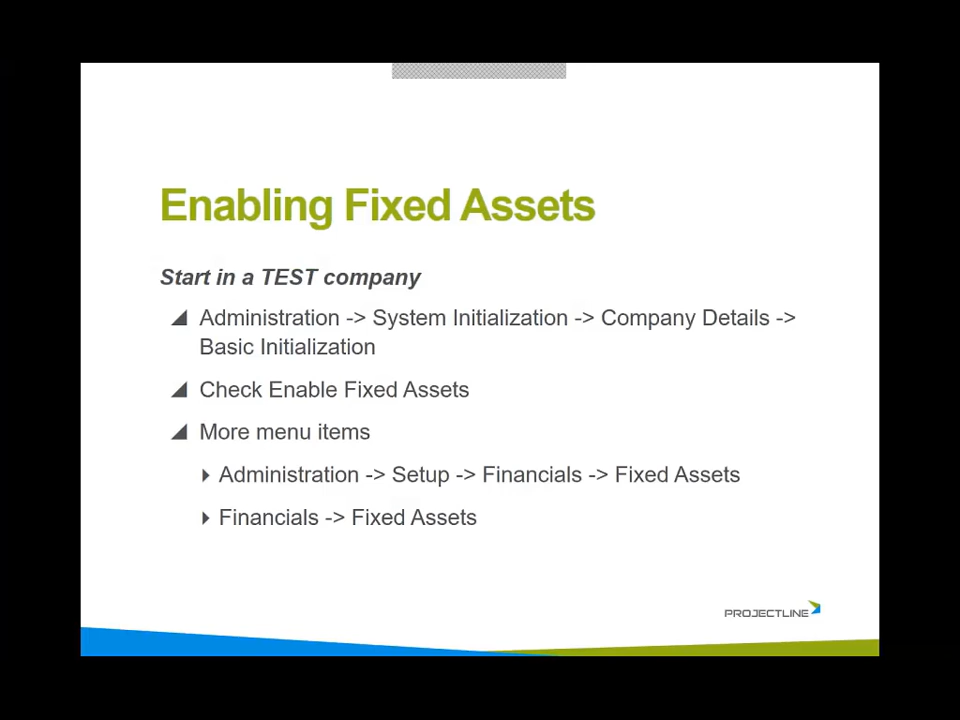 Enabling Fixed Assets
Start in a TEST company
Administration -> System Initialization -> Company Details ->
Basic Initialization
Check Enable Fixed Assets
More menu items
Administration -> Setup -> Financials -> Fixed Assets
Financials -> Fixed Assets
PROJECTLINE